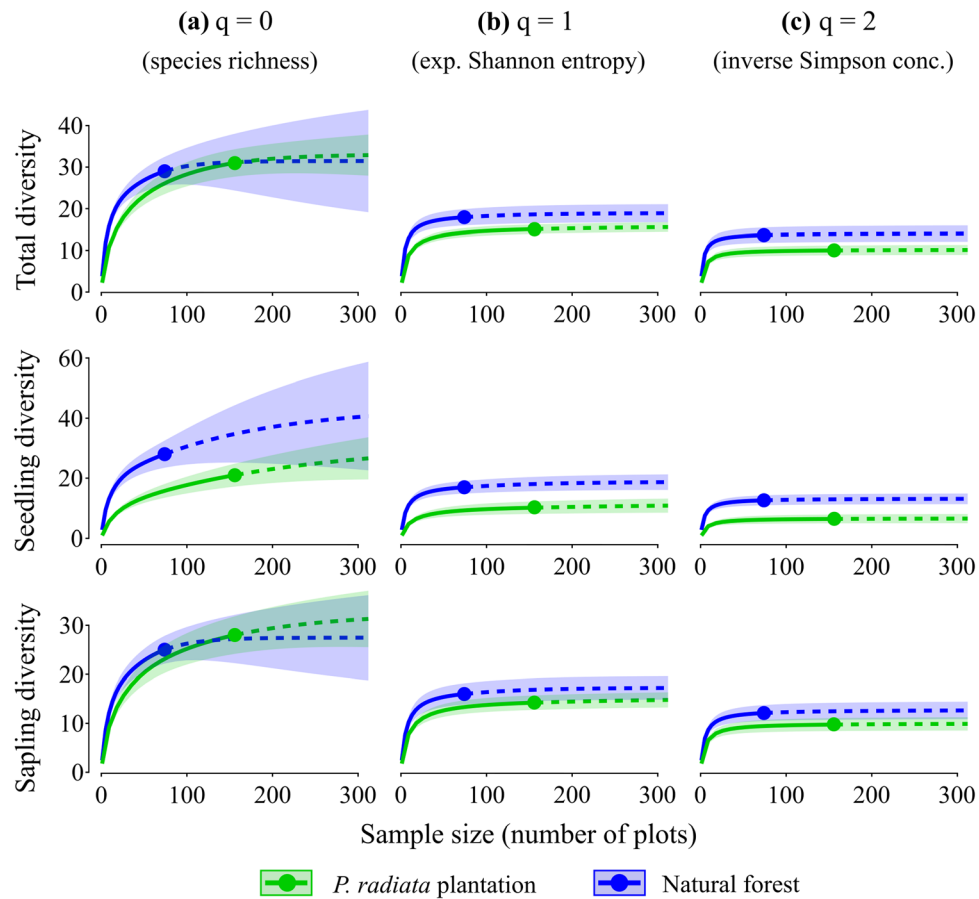 (a) q = 0
(species richness)
(b) q = 1
(exp. Shannon entropy)
(c) q = 2
(inverse Simpson conc.)
Total diversity
40
30
20
10
0
0 100 200 300
0 100 200 300
0 100 200 300
Seedling diversity
60
40
20
0
0 100 200 300
0 100 200 300
0 100 200 300
Sapling diversity
30
20
10
0
0 100 200 300
0 100 200 300
0 100 200 300
Sample size (number of plots)
P. radiata plantation
Natural forest